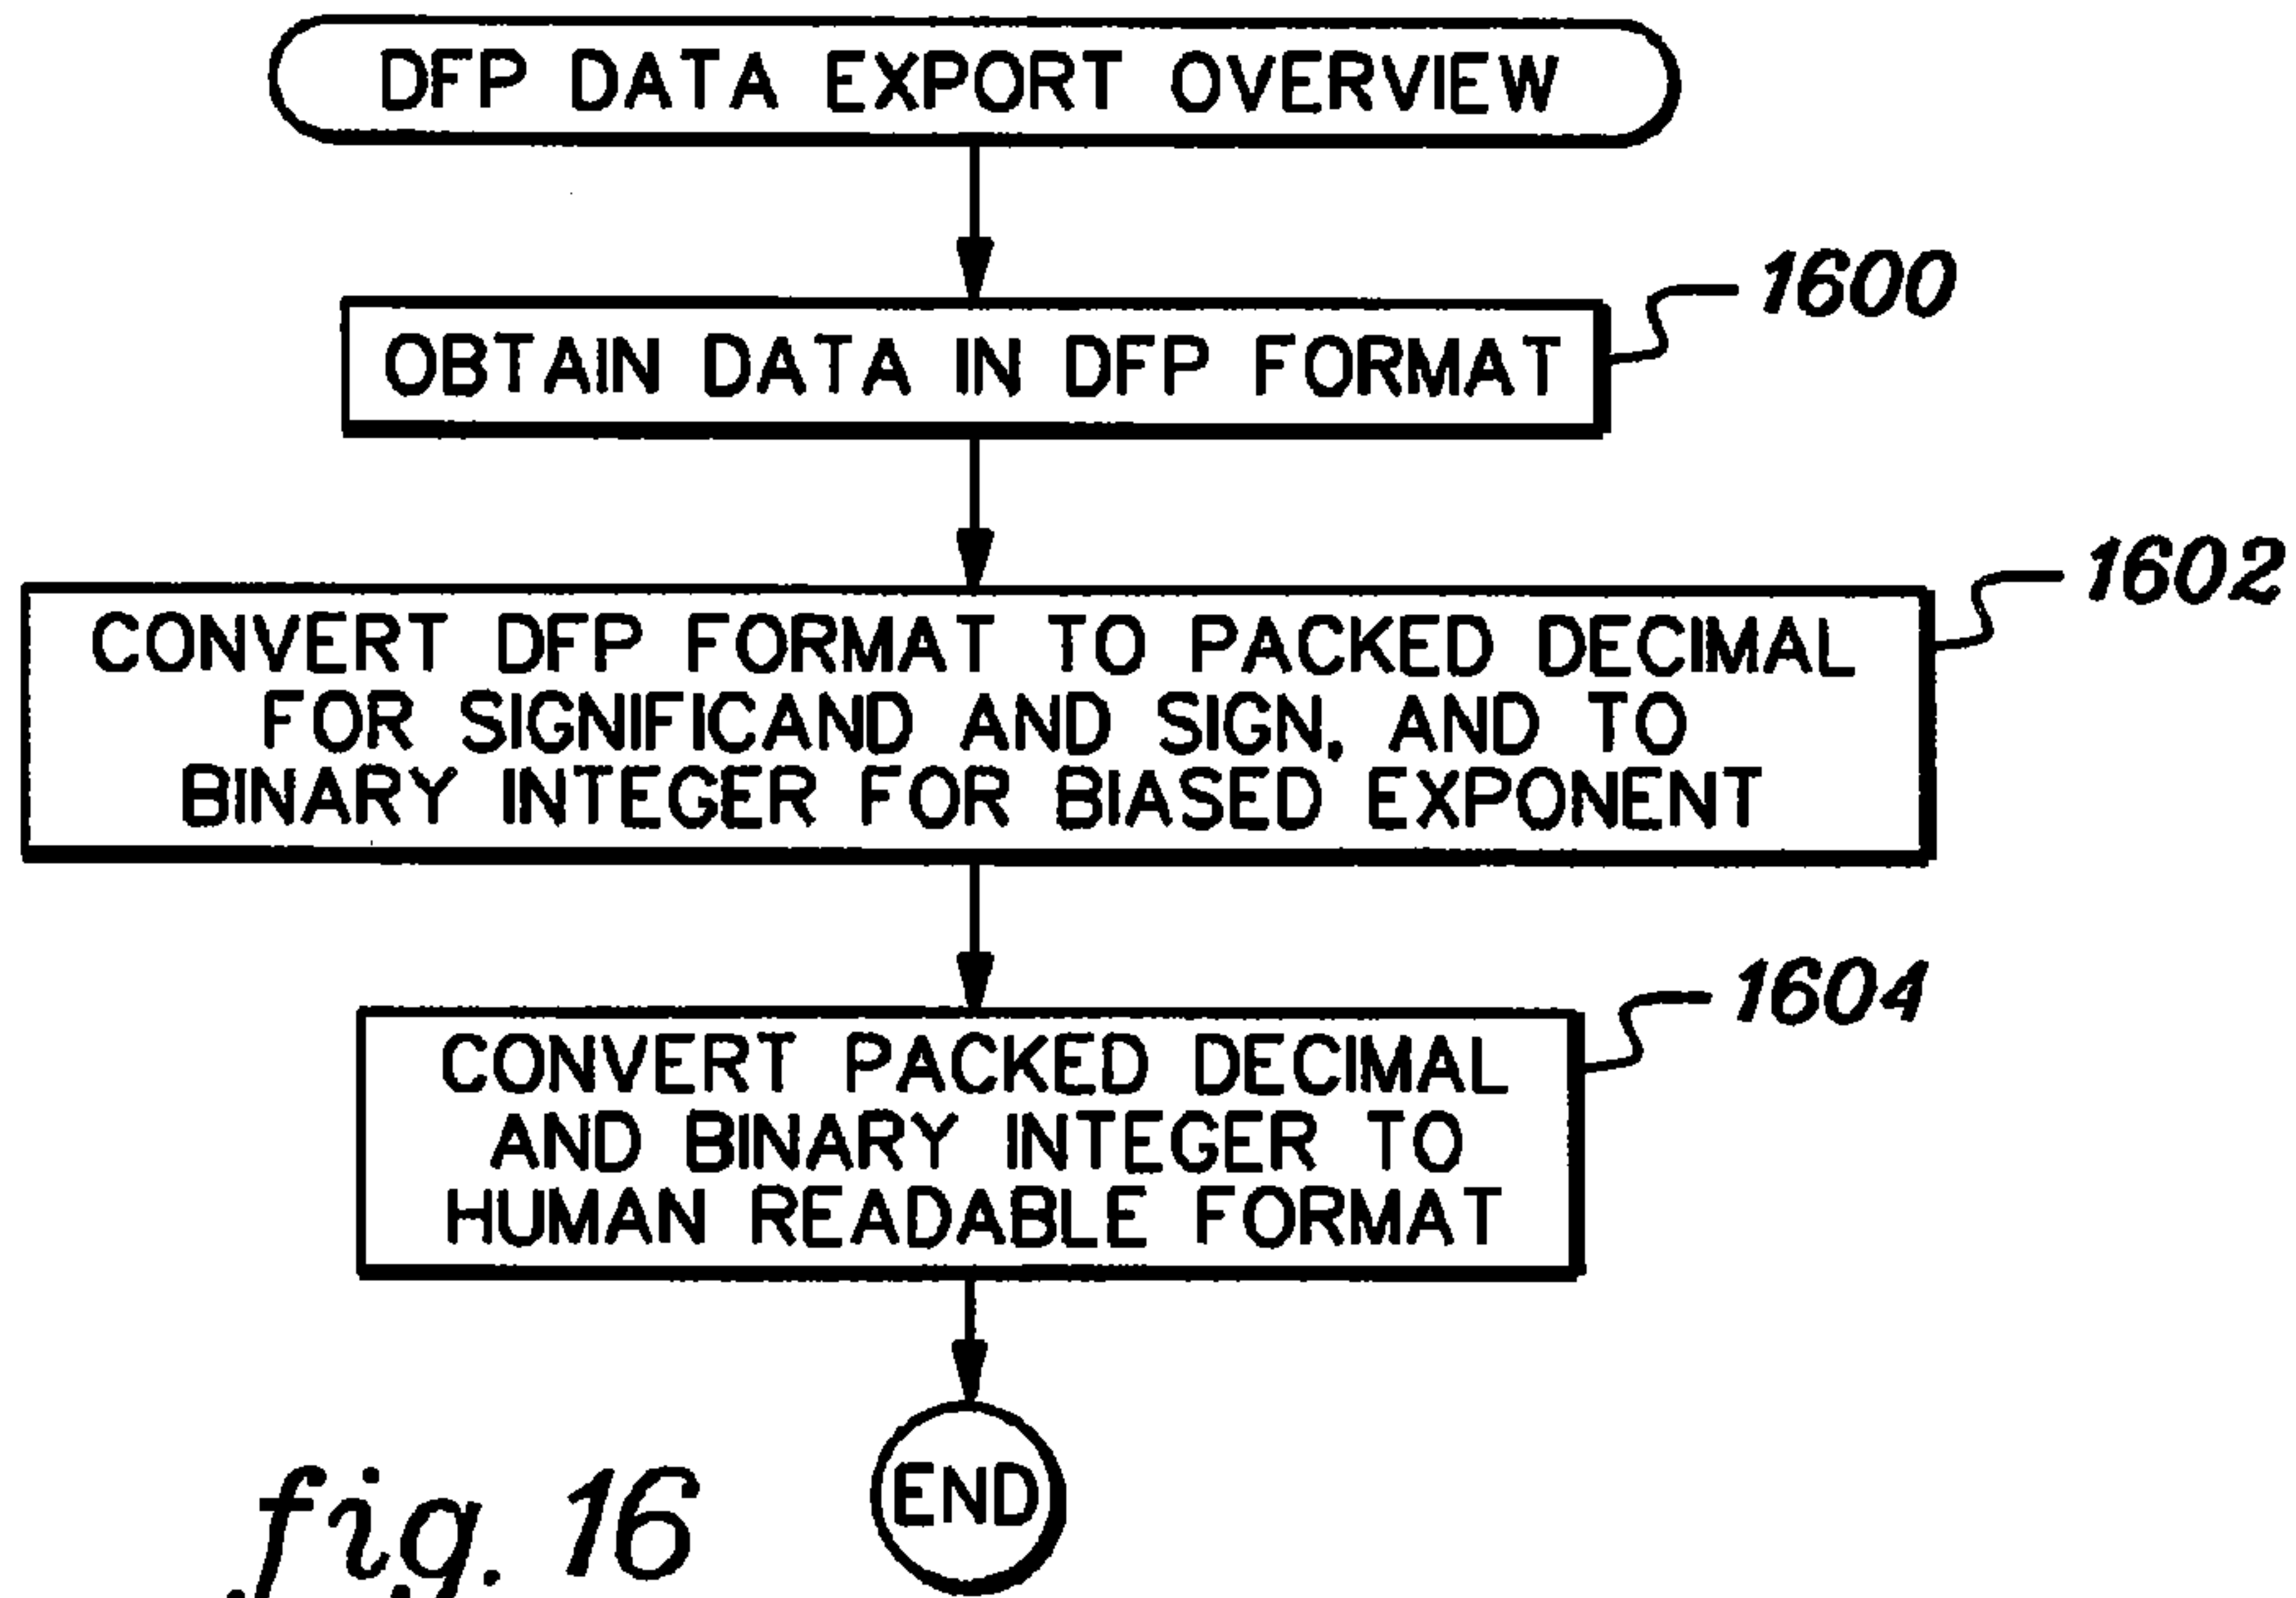 DFP DATA EXPORT OVERVIEW
1600
OBTAIN DATA IN DFP FORMAT
1602
CONVERT DFP FORMAT TO PACKED DECIMAL
FOR SIGNIFICAND AND SIGN, AND TO
BINARY INTEGER FOR BIASED EXPONENT
1604
CONVERT PACKED DECIMAL
AND BINARY INTEGER TO
HUMAN READABLE FORMAT
END
fig. 16